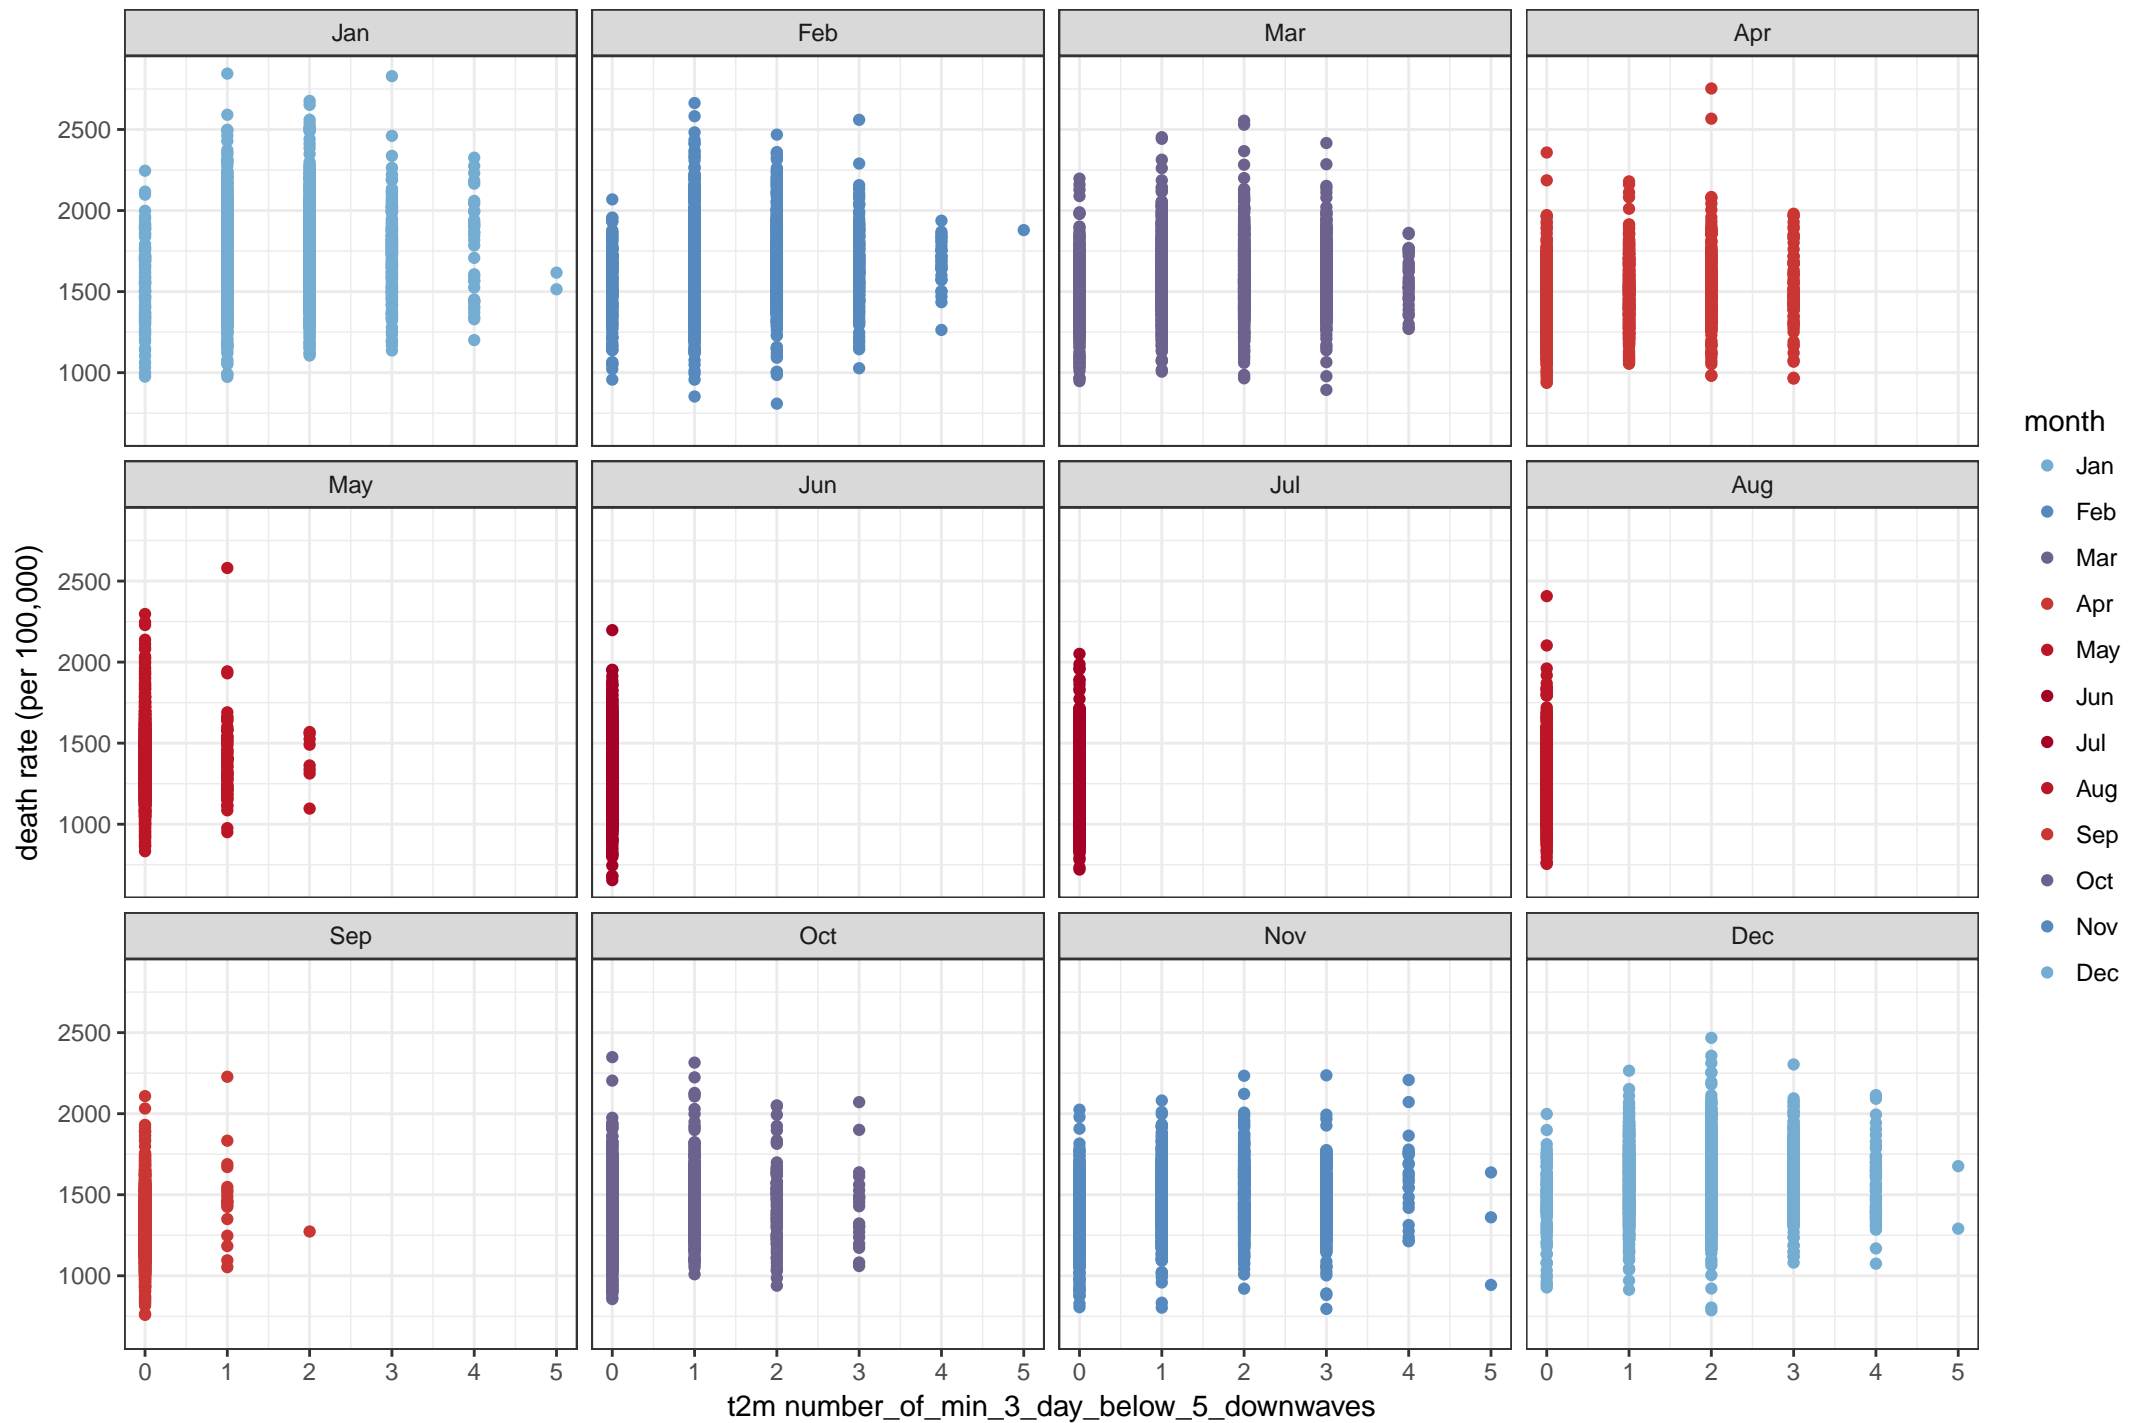 Jan Feb Mar Apr
2500
2000
1500
1000
May Jun Jul Aug
2500
2000
1500
1000
Sep Oct Nov Dec
2500
2000
1500
1000
0 1 2 3 4 5 0 1 2 3 4 5 0 1 2 3 4 5 0 1 2 3 4 5
t2m number_of_min_3_day_below_5_downwaves
death rate (per 100,000)
month
Jan
Feb
Mar
Apr
May
Jun
Jul
Aug
Sep
Oct
Nov
Dec